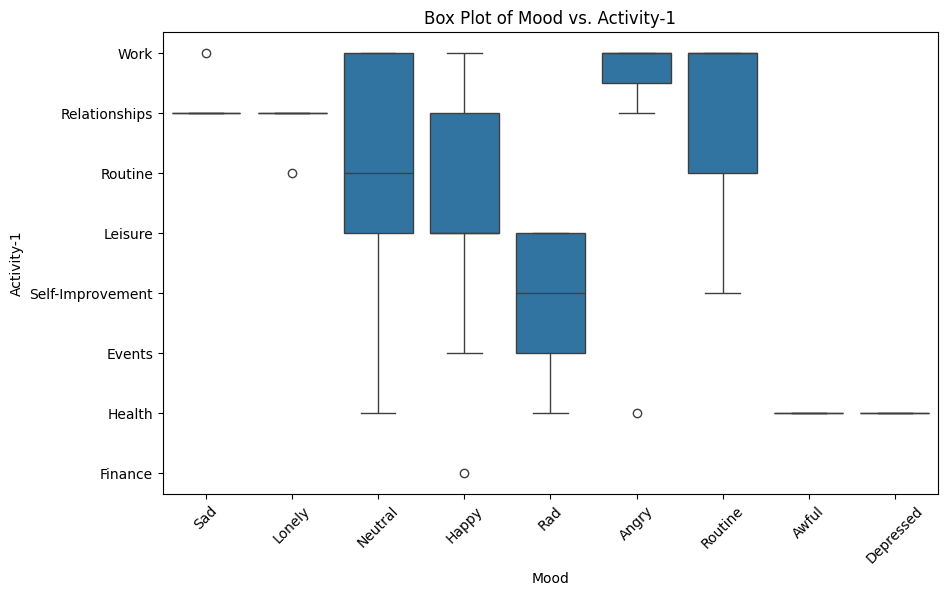 Box Plot of Mood vs. Activity-1
Activity-1
Work
Relationships
Routine
Leisure
Self-Improvement
Events
Health
Finance
Sad
Lonely
Neutral
Happy
Rad
Angry
Routine
Awful
Depressed
Mood